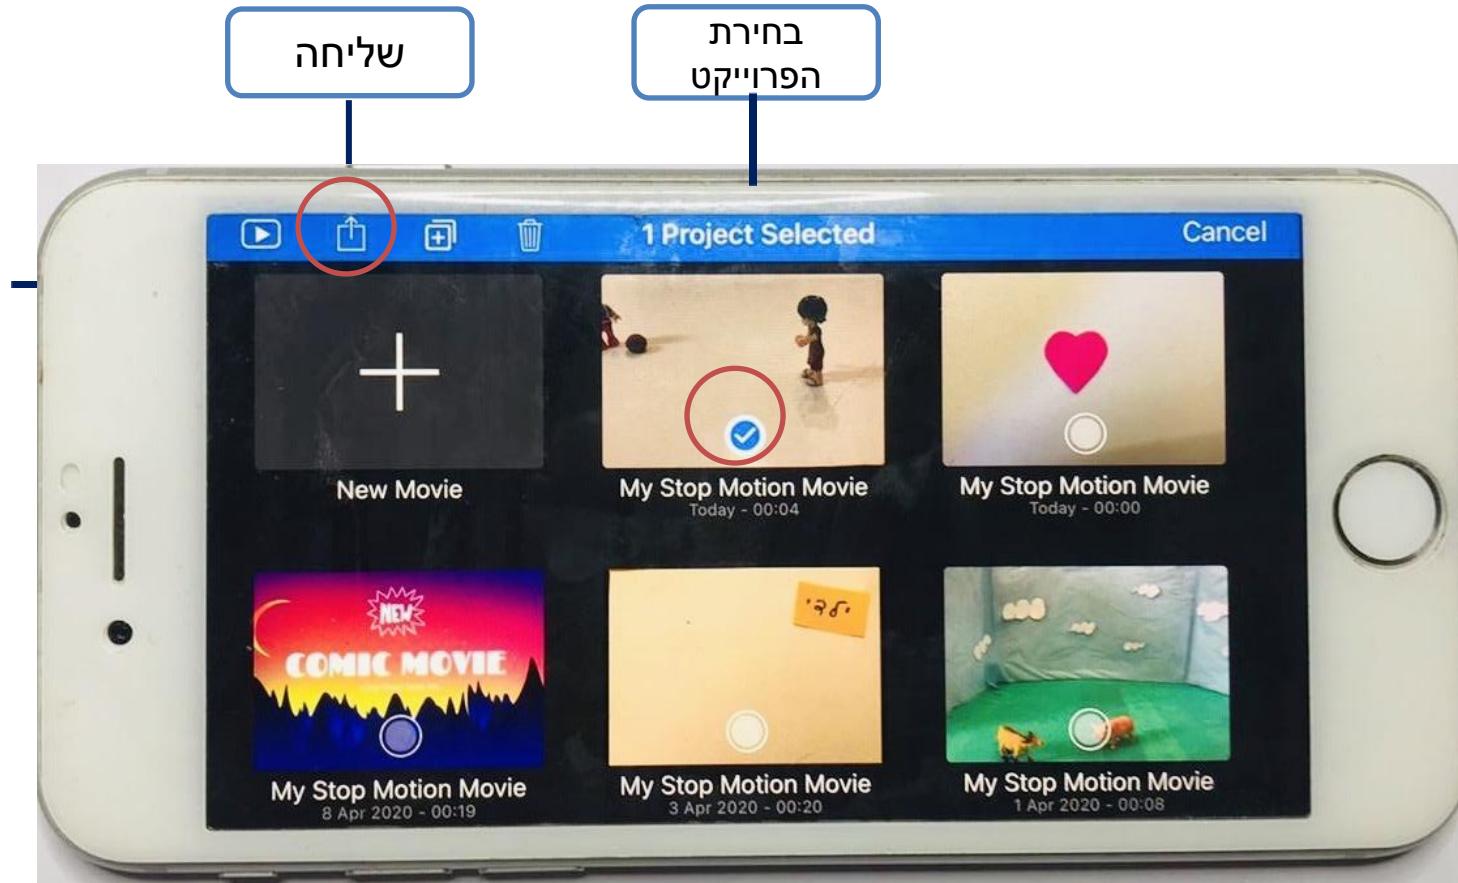 שליחה
בחירת
הפרוייקט
1 Project Selected
Cancel
New Movie
My Stop Motion Movie
Today - 00:04
My Stop Motion Movie
Today - 00:00
NEW
COMIC MOVIE
ילדי
My Stop Motion Movie
8 Apr 2020 - 00:19
My Stop Motion Movie
3 Apr 2020 - 00:20
My Stop Motion Movie
1 Apr 2020 - 00:08